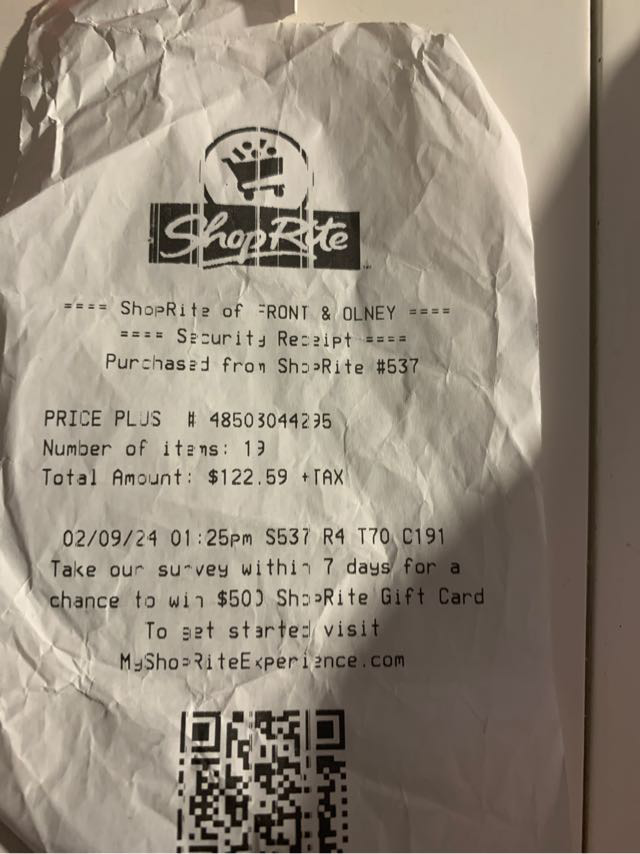 ShopRite
==== ShopRite of FRONT & OLNEY ====
==== Security Receipt ====
Purchased from ShopRite #537
PRICE PLUS # 48503044295
Number of items: 19
Total Amount: $122.59 +TAX
02/09/24 01:25pm S537 R4 T70 C191
Take our survey within 7 days for a
chance to win $500 ShopRite Gift Card
To get started visit
MyShopRiteExperience.com